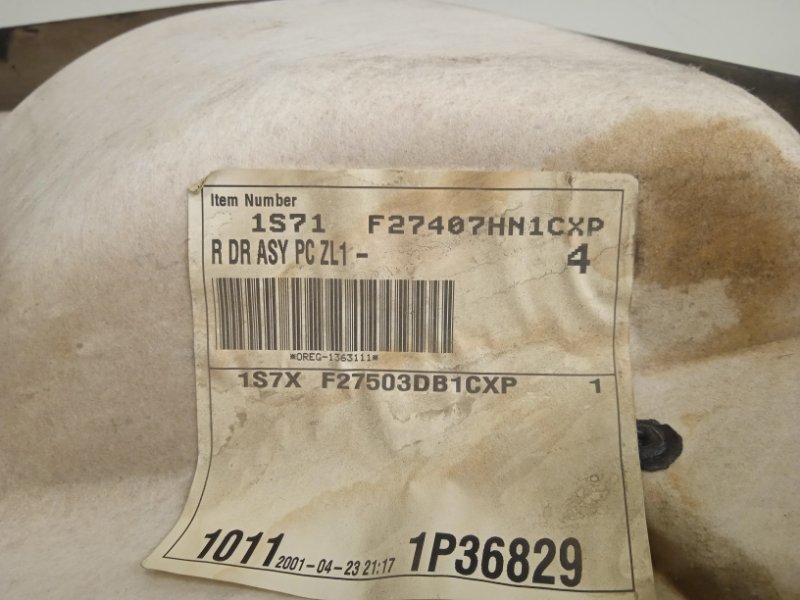 Item Number
1S71 F27407HN1CXP
R DR ASY PC ZL1 - 4
*OREG-1363111*
1S7X F27503DB1CXP 1
1011 2001-04-23 21:17 1P36829